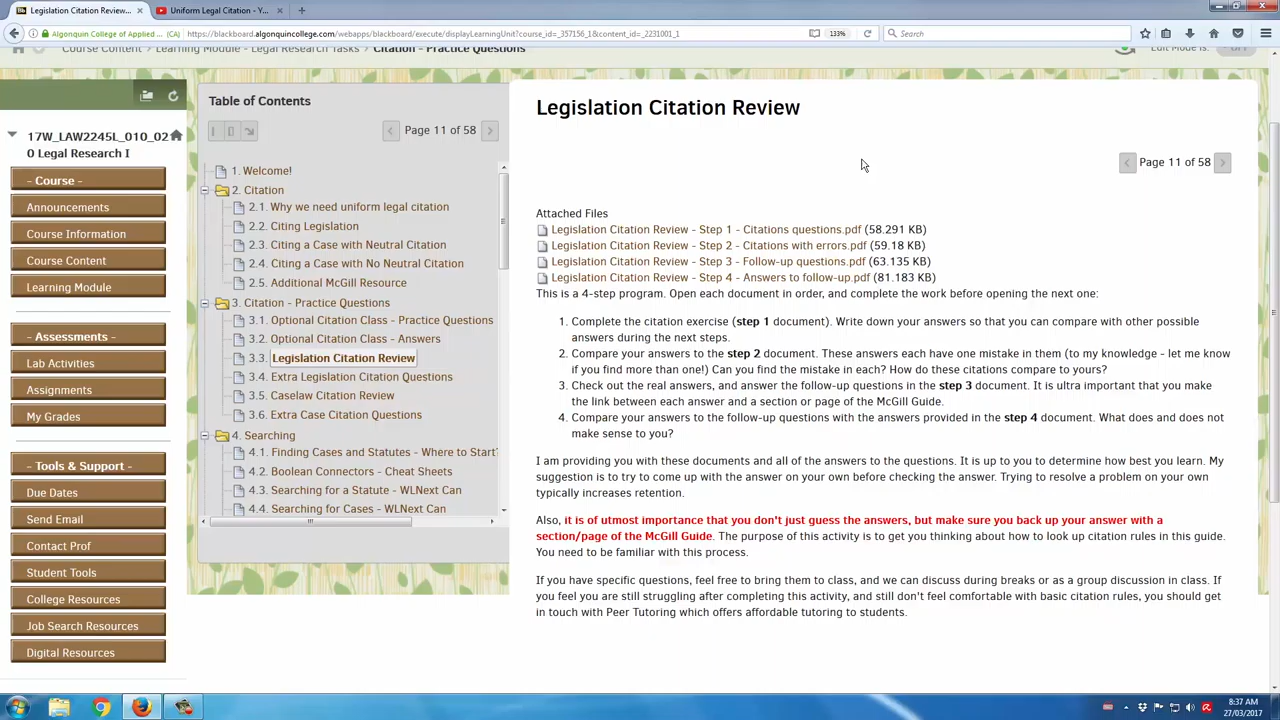 Legislation Citation Review...
Uniform Legal Citation - Y...
Algonquin College of Applied ... (CA)
https://blackboard.algonquincollege.com/webapps/blackboard/execute/displayLearningUnit?course_id=_357156_1&content_id=_2231001_1
133%
Search
Course Content
Learning Module - Legal Research Tasks
Citation - Practice Questions
Edit Mode is:
17W_LAW2245L_010_02
0 Legal Research I
- Course -
Announcements
Course Information
Course Content
Learning Module
- Assessments -
Lab Activities
Assignments
My Grades
- Tools & Support -
Due Dates
Send Email
Contact Prof
Student Tools
College Resources
Job Search Resources
Digital Resources
Table of Contents
Page 11 of 58
1. Welcome!
2. Citation
2.1. Why we need uniform legal citation
2.2. Citing Legislation
2.3. Citing a Case with Neutral Citation
2.4. Citing a Case with No Neutral Citation
2.5. Additional McGill Resource
3. Citation - Practice Questions
3.1. Optional Citation Class - Practice Questions
3.2. Optional Citation Class - Answers
3.3. Legislation Citation Review
3.4. Extra Legislation Citation Questions
3.5. Caselaw Citation Review
3.6. Extra Case Citation Questions
4. Searching
4.1. Finding Cases and Statutes - Where to Start?
4.2. Boolean Connectors - Cheat Sheets
4.3. Searching for a Statute - WLNext Can
4.4. Searching for Cases - WLNext Can
Legislation Citation Review
Page 11 of 58
Attached Files
Legislation Citation Review - Step 1 - Citations questions.pdf (58.291 KB)
Legislation Citation Review - Step 2 - Citations with errors.pdf (59.18 KB)
Legislation Citation Review - Step 3 - Follow-up questions.pdf (63.135 KB)
Legislation Citation Review - Step 4 - Answers to follow-up.pdf (81.183 KB)
This is a 4-step program. Open each document in order, and complete the work before opening the next one:
1. Complete the citation exercise (step 1 document). Write down your answers so that you can compare with other possible
answers during the next steps.
2. Compare your answers to the step 2 document. These answers each have one mistake in them (to my knowledge - let me know
if you find more than one!) Can you find the mistake in each? How do these citations compare to yours?
3. Check out the real answers, and answer the follow-up questions in the step 3 document. It is ultra important that you make
the link between each answer and a section or page of the McGill Guide.
4. Compare your answers to the follow-up questions with the answers provided in the step 04 document. What does and does not
make sense to you?
I am providing you with these documents and all of the answers to the questions. It is up to you to determine how best you learn. My
suggestion is to try to come up with the answer on your own before checking the answer. Trying to resolve a problem on your own
typically increases retention.
Also, it is of utmost importance that you don't just guess the answers, but make sure you back up your answer with a
section/page of the McGill Guide. The purpose of this activity is to get you thinking about how to look up citation rules in this guide.
You need to be familiar with this process.
If you have specific questions, feel free to bring them to class, and we can discuss during breaks or as a group discussion in class. If
you feel you are still struggling after completing this activity, and still don't feel comfortable with basic citation rules, you should get
in touch with Peer Tutoring which offers affordable tutoring to students.
8:37 AM
27/03/2017